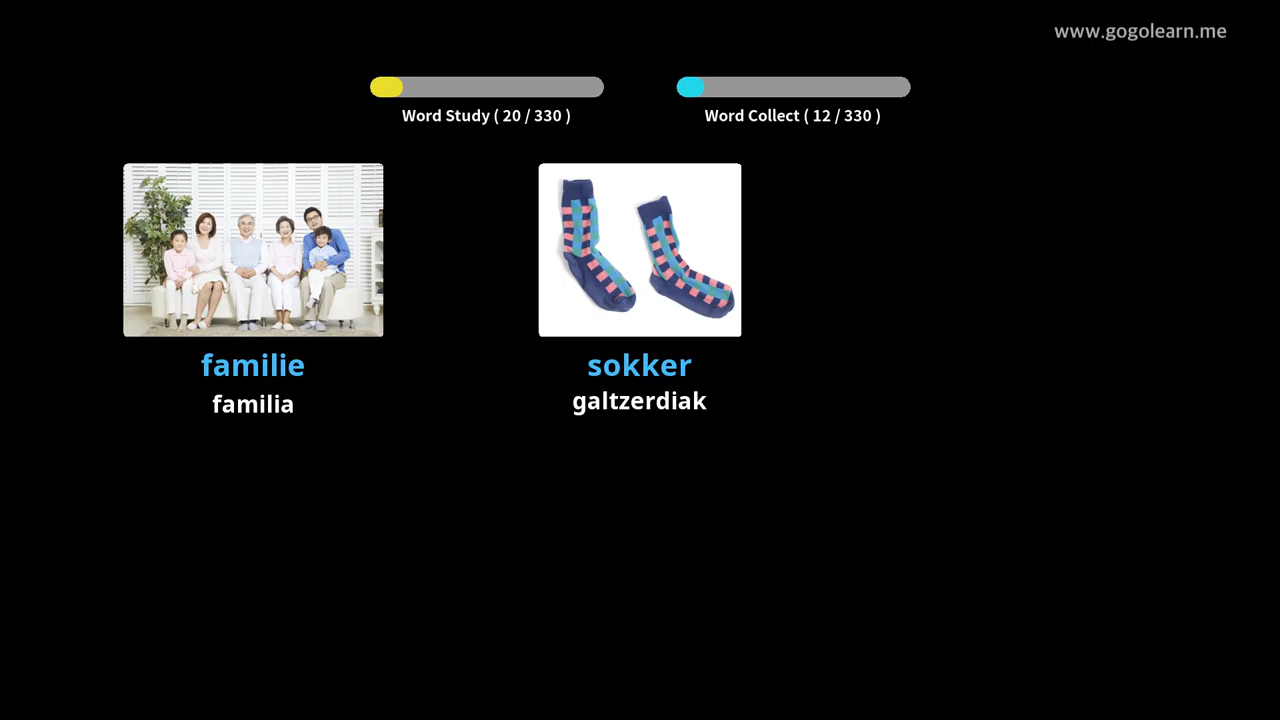 www.gogolearn.me
Word Study ( 20 / 330 )
Word Collect ( 12 / 330 )
familie
familia
sokker
galtzerdiak